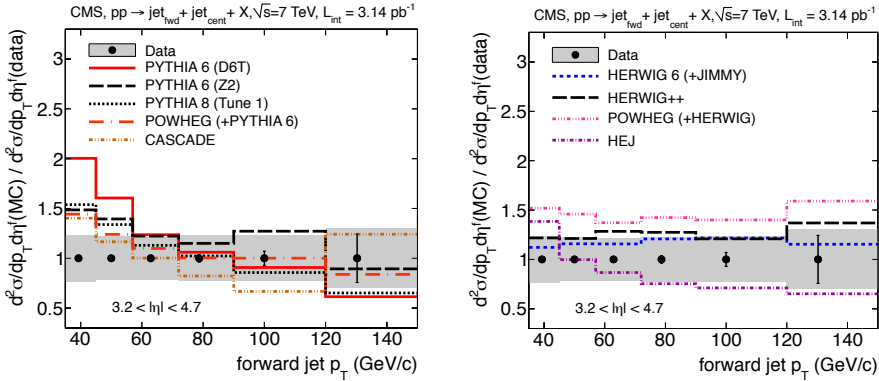 CMS, pp → jet_fwd + jet_cent + X, √s=7 TeV, L_int = 3.14 pb⁻¹
d²σ/dp_T dη^f(MC) / d²σ/dp_T dη^f(data)
3
2.5
2
1.5
1
0.5
Data
PYTHIA 6 (D6T)
PYTHIA 6 (Z2)
PYTHIA 8 (Tune 1)
POWHEG (+PYTHIA 6)
CASCADE
3.2 < |η| < 4.7
40 60 80 100 120 140
forward jet p_T (GeV/c)
CMS, pp → jet_fwd + jet_cent + X, √s=7 TeV, L_int = 3.14 pb⁻¹
d²σ/dp_T dη^f(MC) / d²σ/dp_T dη^f(data)
3
2.5
2
1.5
1
0.5
Data
HERWIG 6 (+JIMMY)
HERWIG++
POWHEG (+HERWIG)
HEJ
3.2 < |η| < 4.7
40 60 80 100 120 140
forward jet p_T (GeV/c)